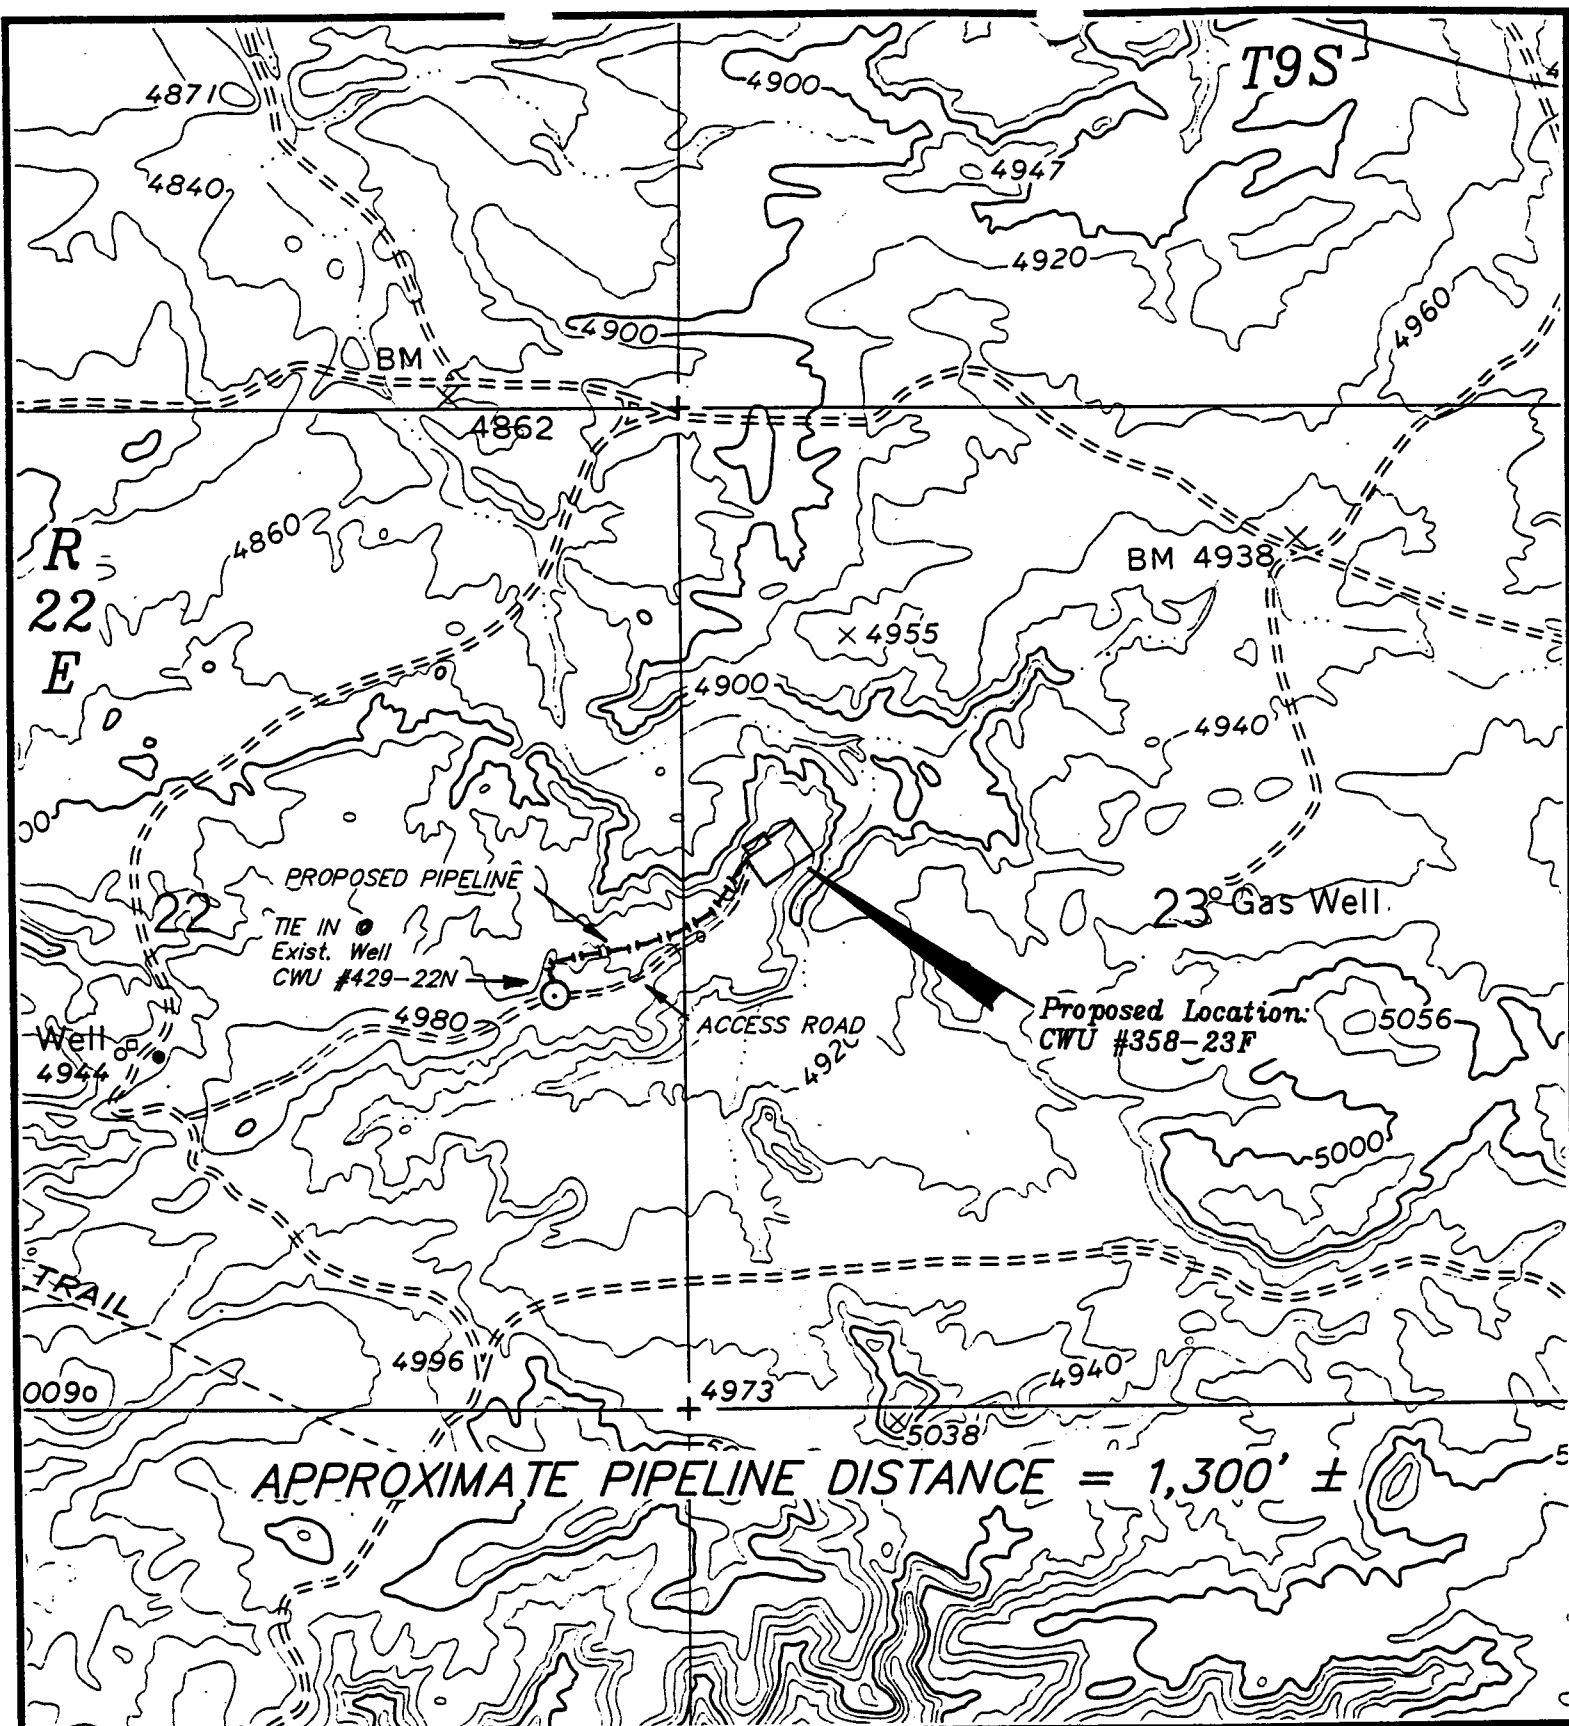 T9S
4871
4900
4947
4840
4920
4960
4900
BM
4862
R
22
E
4860
BM 4938
4955
4900
4940
PROPOSED PIPELINE
22
TIE IN
Exist. Well
CWU #429-22N
23
Gas Well
4980
ACCESS ROAD
Proposed Location:
CWU #358-23F
5056
Well
4944
5000
TRAIL
4996
4973
4940
5038
APPROXIMATE PIPELINE DISTANCE = 1,300' ±